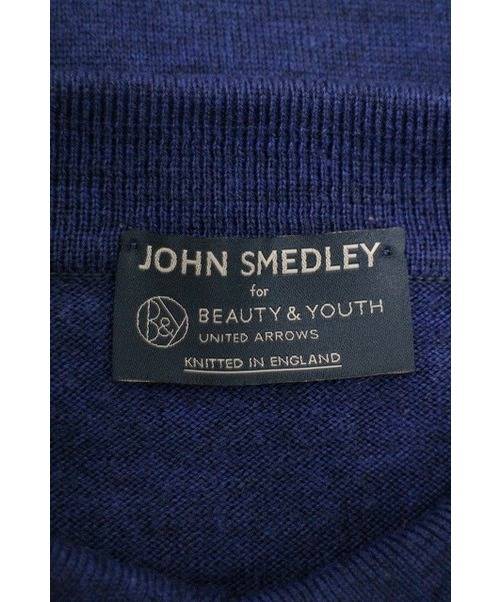 JOHN SMEDLEY
for
B&Y
BEAUTY & YOUTH
UNITED ARROWS
KNITTED IN ENGLAND